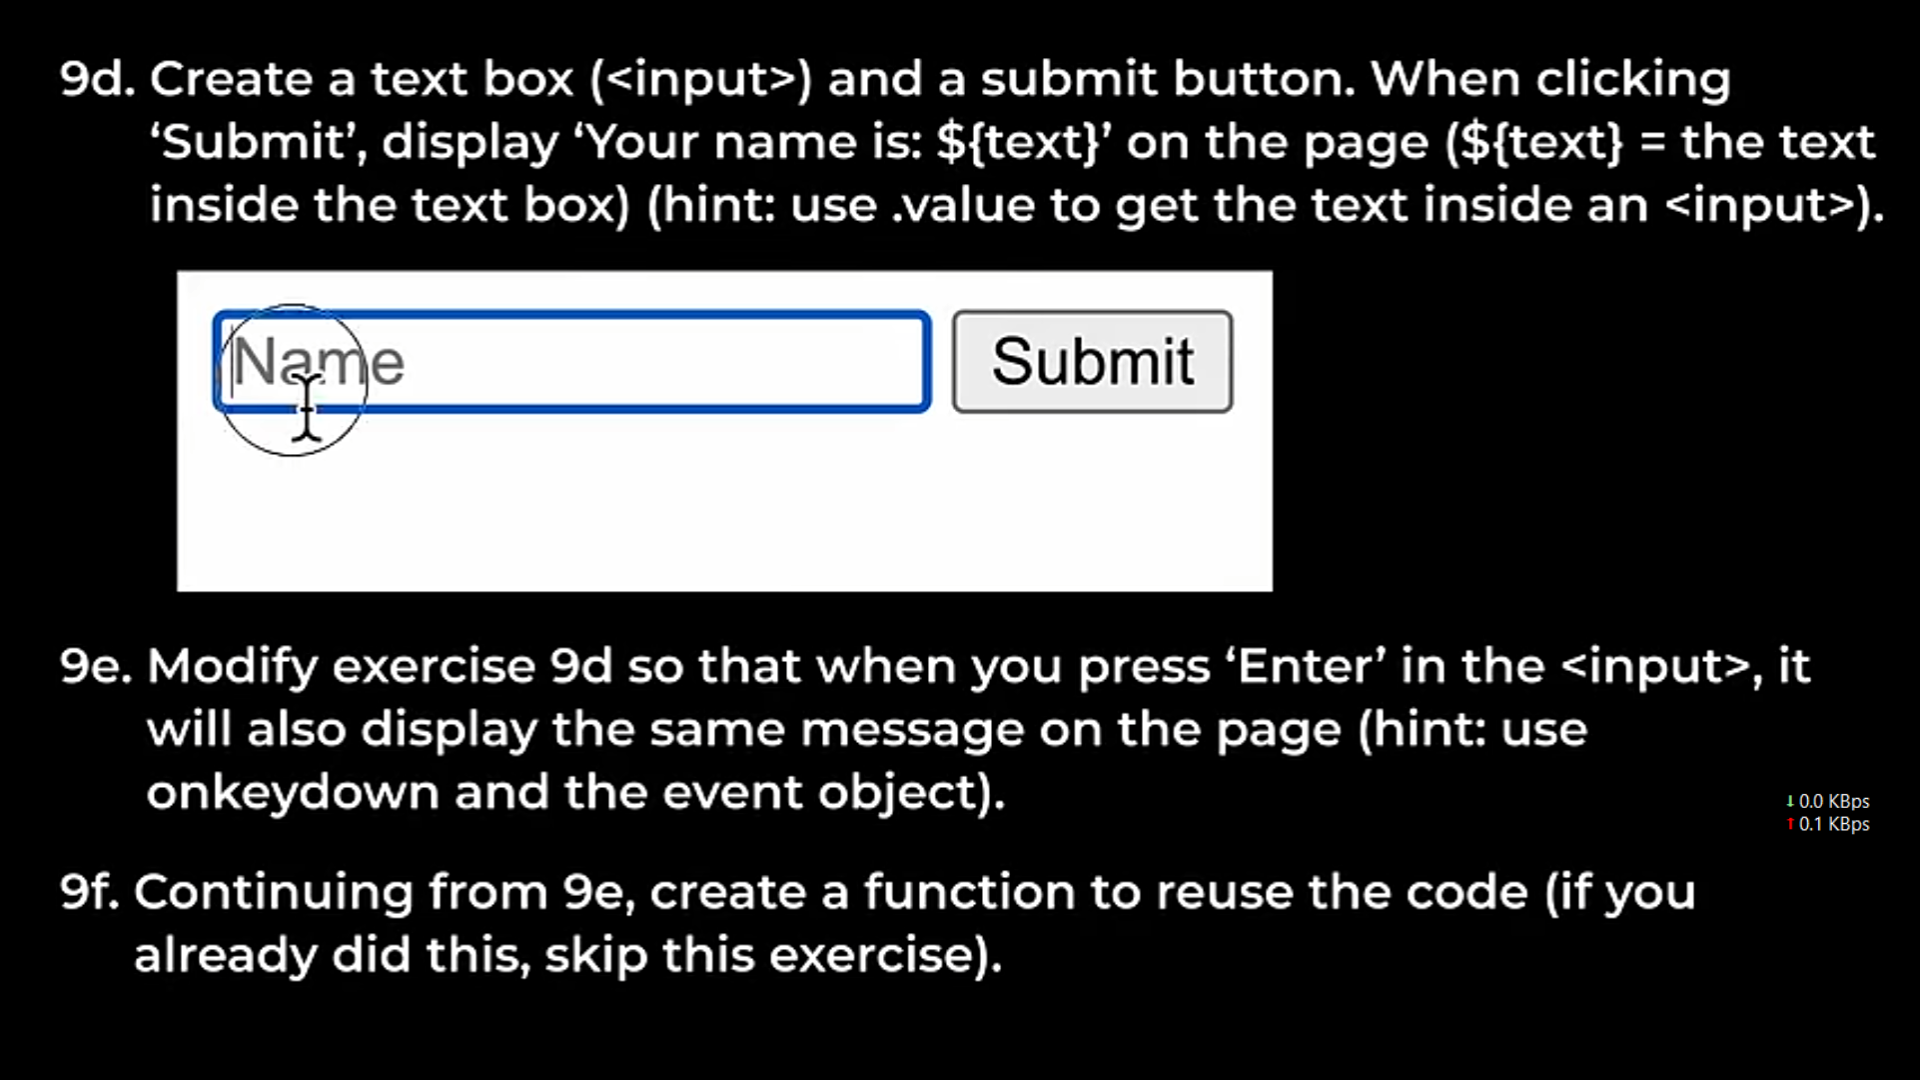 9d. Create a text box (<input>) and a submit button. When clicking
‘Submit’, display ‘Your name is: ${text}’ on the page (${text} = the text
inside the text box) (hint: use .value to get the text inside an <input>).
Name
Submit
9e. Modify exercise 9d so that when you press ‘Enter’ in the <input>, it
will also display the same message on the page (hint: use
onkeydown and the event object).
↓ 0.0 KBps
↑ 0.1 KBps
9f. Continuing from 9e, create a function to reuse the code (if you
already did this, skip this exercise).